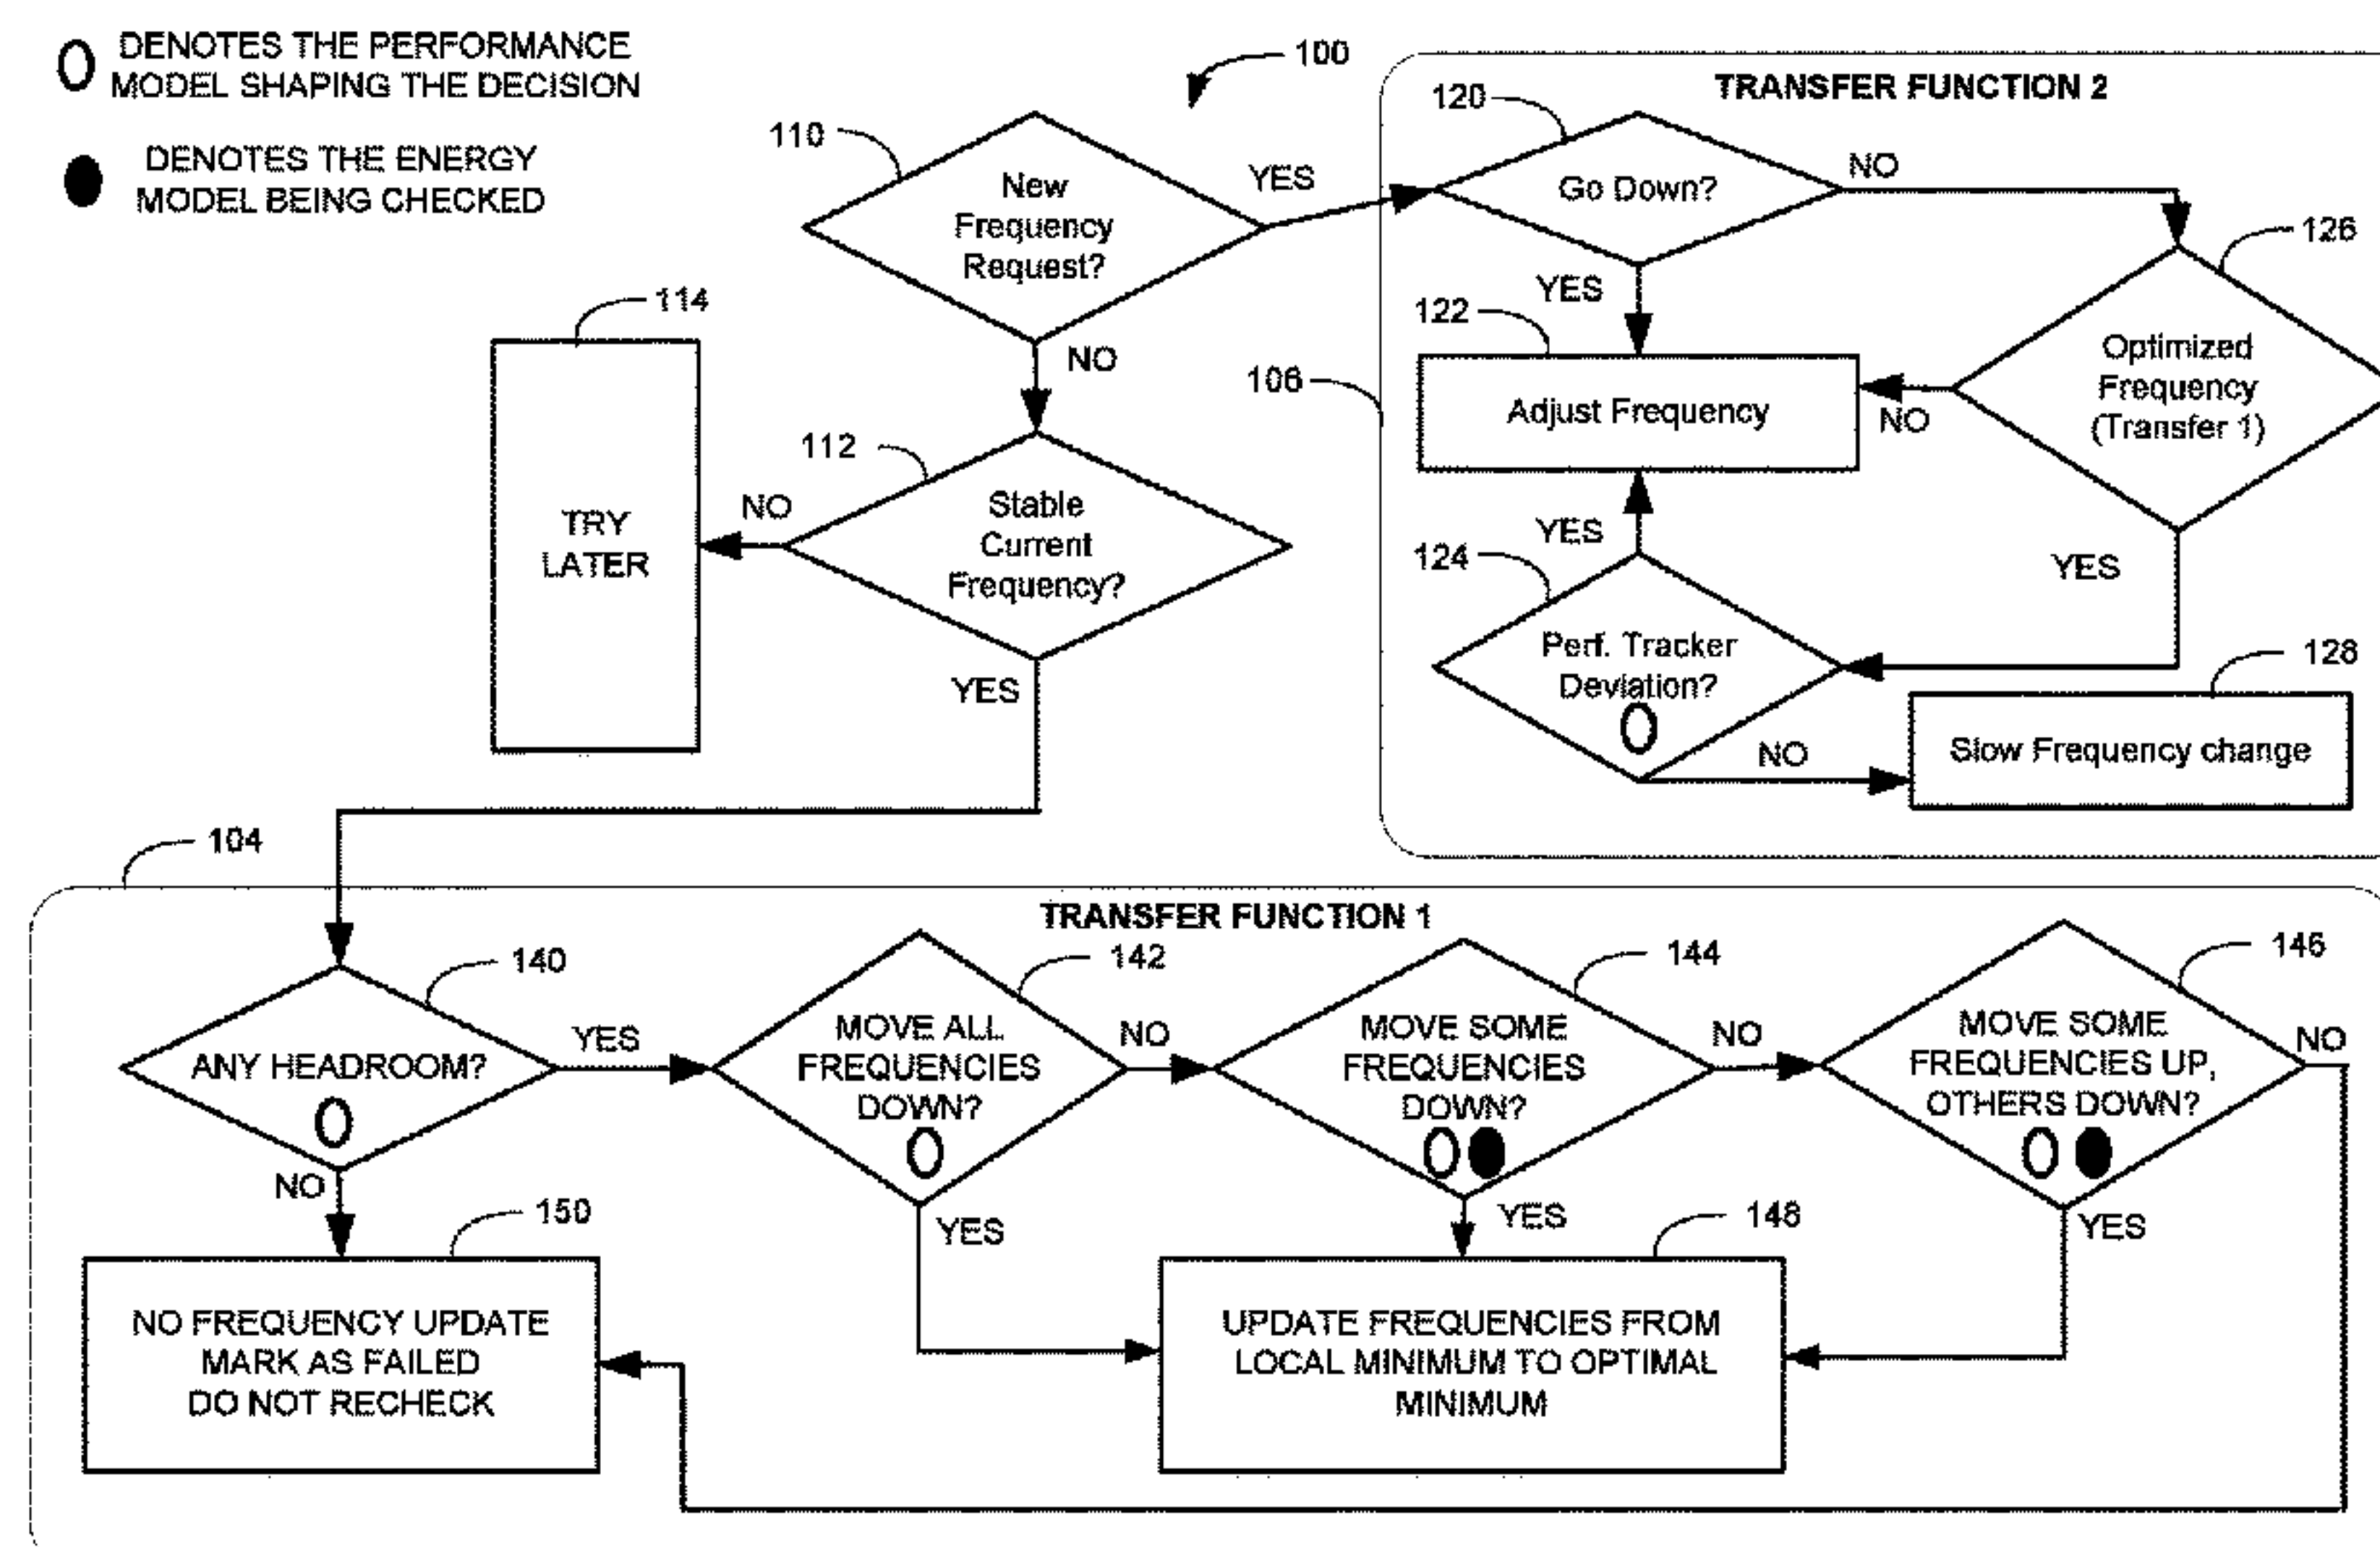 DENOTES THE PERFORMANCE
MODEL SHAPING THE DECISION
DENOTES THE ENERGY
MODEL BEING CHECKED
100
110
New
Frequency
Request?
YES
NO
114
TRY
LATER
112
NO
Stable
Current
Frequency?
YES
106
TRANSFER FUNCTION 2
120
Go Down?
NO
YES
126
122
Adjust Frequency
Optimized
Frequency
(Transfer 1)
NO
YES
YES
124
Perf. Tracker
Deviation?
NO
128
Slow Frequency change
104
TRANSFER FUNCTION 1
140
ANY HEADROOM?
YES
NO
142
MOVE ALL
FREQUENCIES
DOWN?
NO
YES
144
MOVE SOME
FREQUENCIES
DOWN?
NO
YES
146
MOVE SOME
FREQUENCIES UP,
OTHERS DOWN?
NO
YES
150
NO FREQUENCY UPDATE
MARK AS FAILED
DO NOT RECHECK
148
UPDATE FREQUENCIES FROM
LOCAL MINIMUM TO OPTIMAL
MINIMUM